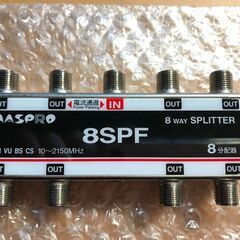 OUT OUT IN OUT OUT
電流通過
Power Passing
MASPRO
8 WAY SPLITTER
8SPF
VU BS CS 10~2150MHz
8分配器
OUT OUT OUT OUT